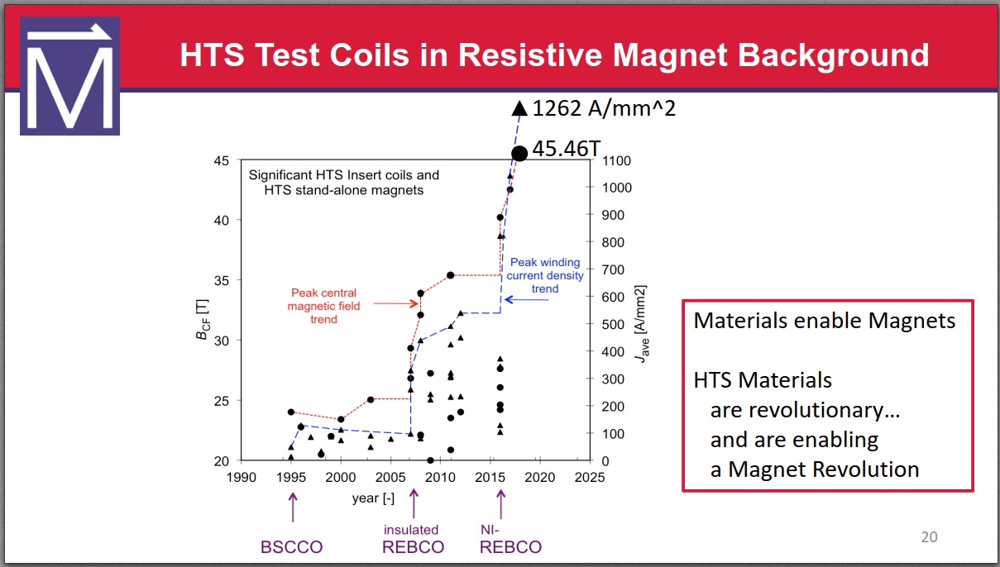 M
HTS Test Coils in Resistive Magnet Background
1262 A/mm^2
45.46T
Significant HTS Insert coils and
HTS stand-alone magnets
Peak central
magnetic field
trend
Peak winding
current density
trend
B_CF [T]
45
40
35
30
25
20
1100
1000
900
800
700
600
500
400
300
200
100
0
J_ave [A/mm2]
1990
1995
2000
2005
2010
2015
2020
2025
year [-]
BSCCO
insulated
REBCO
NI-
REBCO
Materials enable Magnets
HTS Materials
are revolutionary...
and are enabling
a Magnet Revolution
20